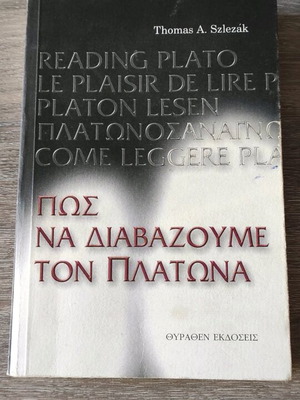 Thomas A. Szlezák
READING PLATO
LE PLAISIR DE LIRE P
PLATON LESEN
ΠΛΑΤΩΝΟΣΑΝΑΓΝΩ
COME LEGGERE PLA
ΠΩΣ
ΝΑ ΔΙΑΒΑΖΟΥΜΕ
ΤΟΝ ΠΛΑΤΩΝΑ
ΘΥΡΑΘΕΝ ΕΚΔΟΣΕΙΣ